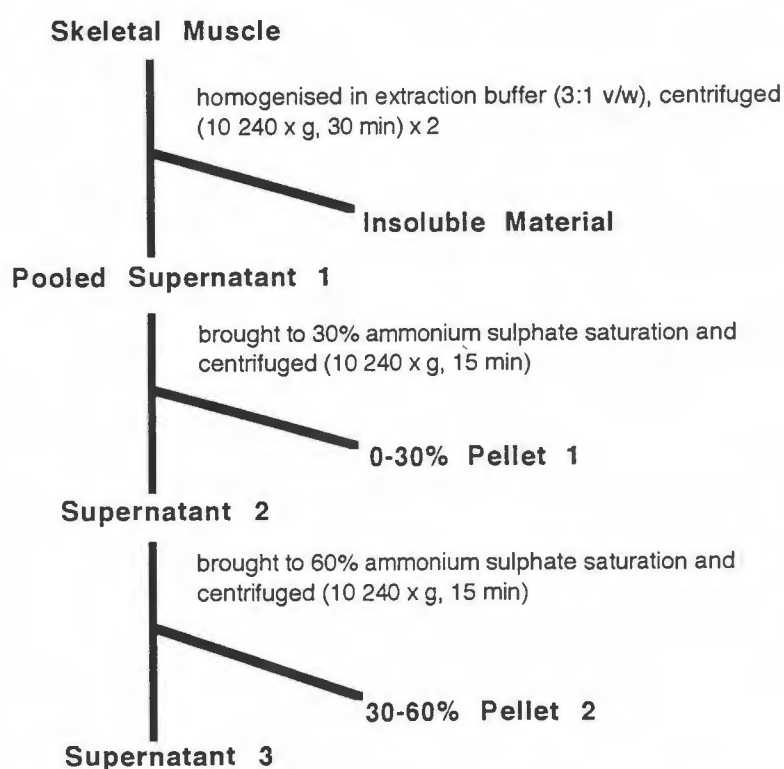 Skeletal Muscle
homogenised in extraction buffer (3:1 v/w), centrifuged
(10 240 x g, 30 min) x 2
Insoluble Material
Pooled Supernatant 1
brought to 30% ammonium sulphate saturation and
centrifuged (10 240 x g, 15 min)
0-30% Pellet 1
Supernatant 2
brought to 60% ammonium sulphate saturation and
centrifuged (10 240 x g, 15 min)
30-60% Pellet 2
Supernatant 3